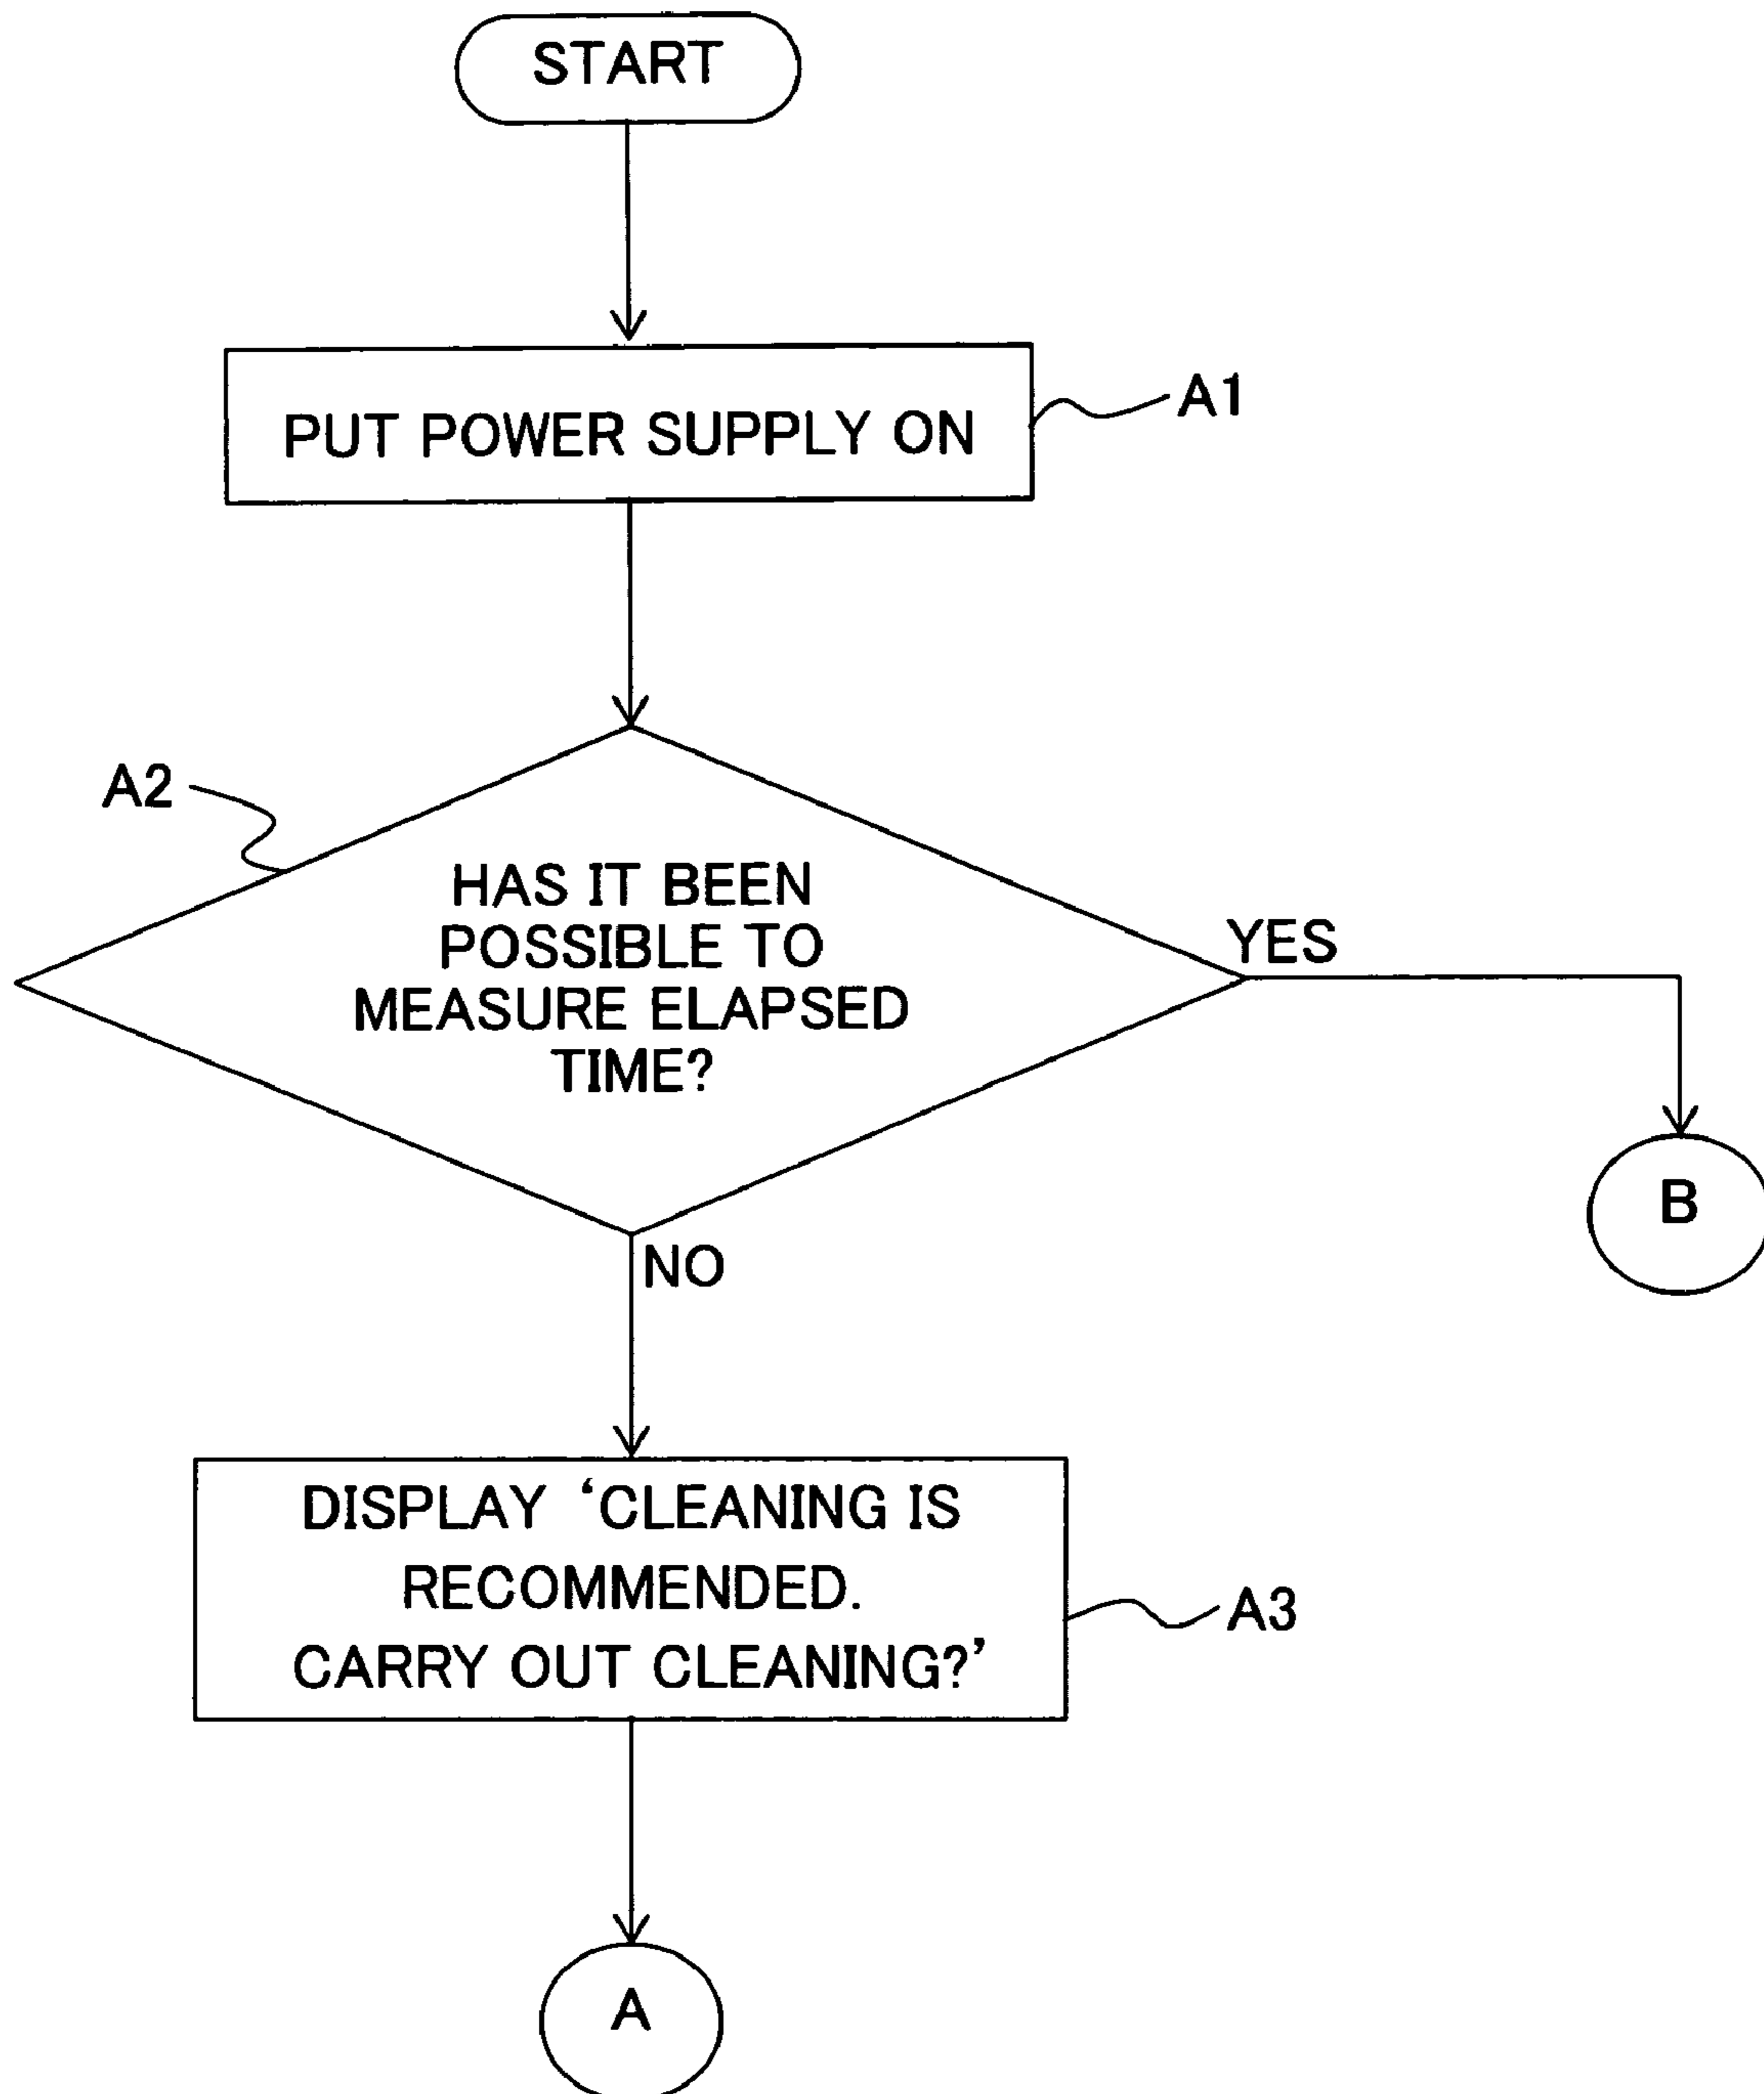 START
PUT POWER SUPPLY ON
A1
A2
HAS IT BEEN
POSSIBLE TO
MEASURE ELAPSED
TIME?
YES
B
NO
DISPLAY ‘CLEANING IS
RECOMMENDED.
CARRY OUT CLEANING?’
A3
A